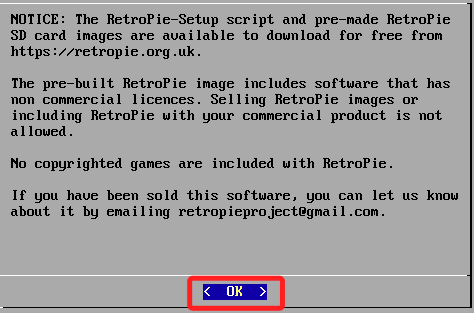 NOTICE: The RetroPie-Setup script and pre-made RetroPie
SD card images are available to download for free from
https://retropie.org.uk.
The pre-built RetroPie image includes software that has
non commercial licences. Selling RetroPie images or
including RetroPie with your commercial product is not
allowed.
No copyrighted games are included with RetroPie.
If you have been sold this software, you can let us know
about it by emailing retropieproject@gmail.com.
< OK >